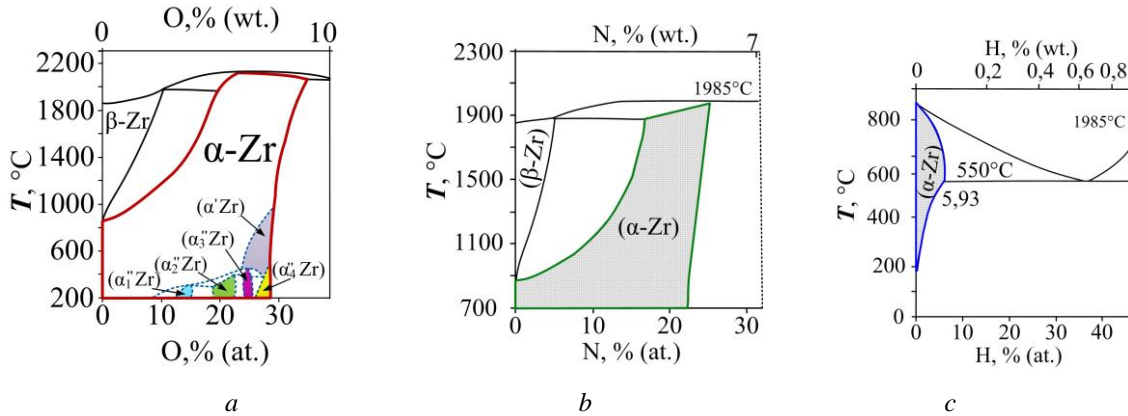 O,% (wt.)
0 10
2200
1800
1400
1000
600
200
T, °C
β-Zr
α-Zr
(α'Zr)
(α₃"Zr)
(α₂"Zr)
(α₁"Zr)
(α₄"Zr)
0 10 20 30
O,% (at.)
a
N, % (wt.)
7
2300
1900
1500
1100
700
T, °C
1985°C
(β-Zr)
(α-Zr)
0 10 20 30
N, % (at.)
b
H, % (wt.)
0 0,2 0,4 0,6 0,8
800
600
400
200
0
T, °C
1985°C
(α-Zr)
550°C
5,93
0 10 20 30 40
H, % (at.)
c